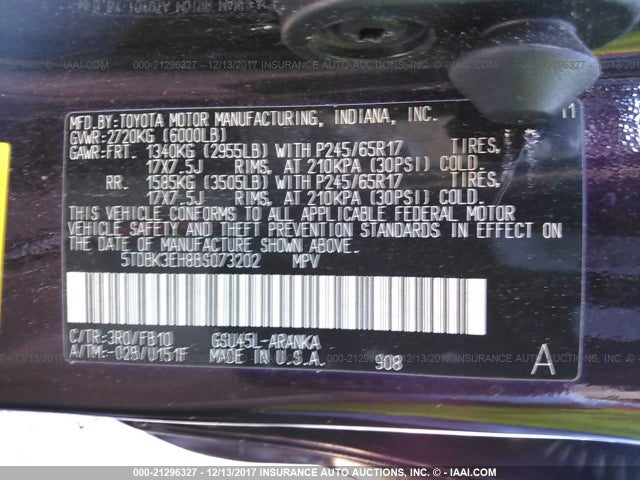 000-21296327 - 12/13/2017 - INSURANCE AUTO AUCTIONS CORP. - © IAAI.COM
MFD. BY: TOYOTA MOTOR MANUFACTURING, INDIANA, INC. 11
GVWR: 2720KG (6000LB)
GAWR: FRT. 1340KG (2955LB) WITH P245/65R17 TIRES,
17X7.5J RIMS, AT 210KPA (30PSI) COLD.
RR. 1585KG (3505LB) WITH P245/65R17 TIRES,
17X7.5J RIMS, AT 210KPA (30PSI) COLD.
THIS VEHICLE CONFORMS TO ALL APPLICABLE FEDERAL MOTOR
VEHICLE SAFETY AND THEFT PREVENTION STANDARDS IN EFFECT
ON THE DATE OF MANUFACTURE SHOWN ABOVE.
5TDBK3EH8BS073202 MPV
C/TR: 3R0/FB10 GSU45L-ARANKA
A/TM: -02B/U151F MADE IN U.S.A. 908 A
000-21296327 - 12/13/2017 - INSURANCE AUTO AUCTIONS CORP. - © IAAI.COM